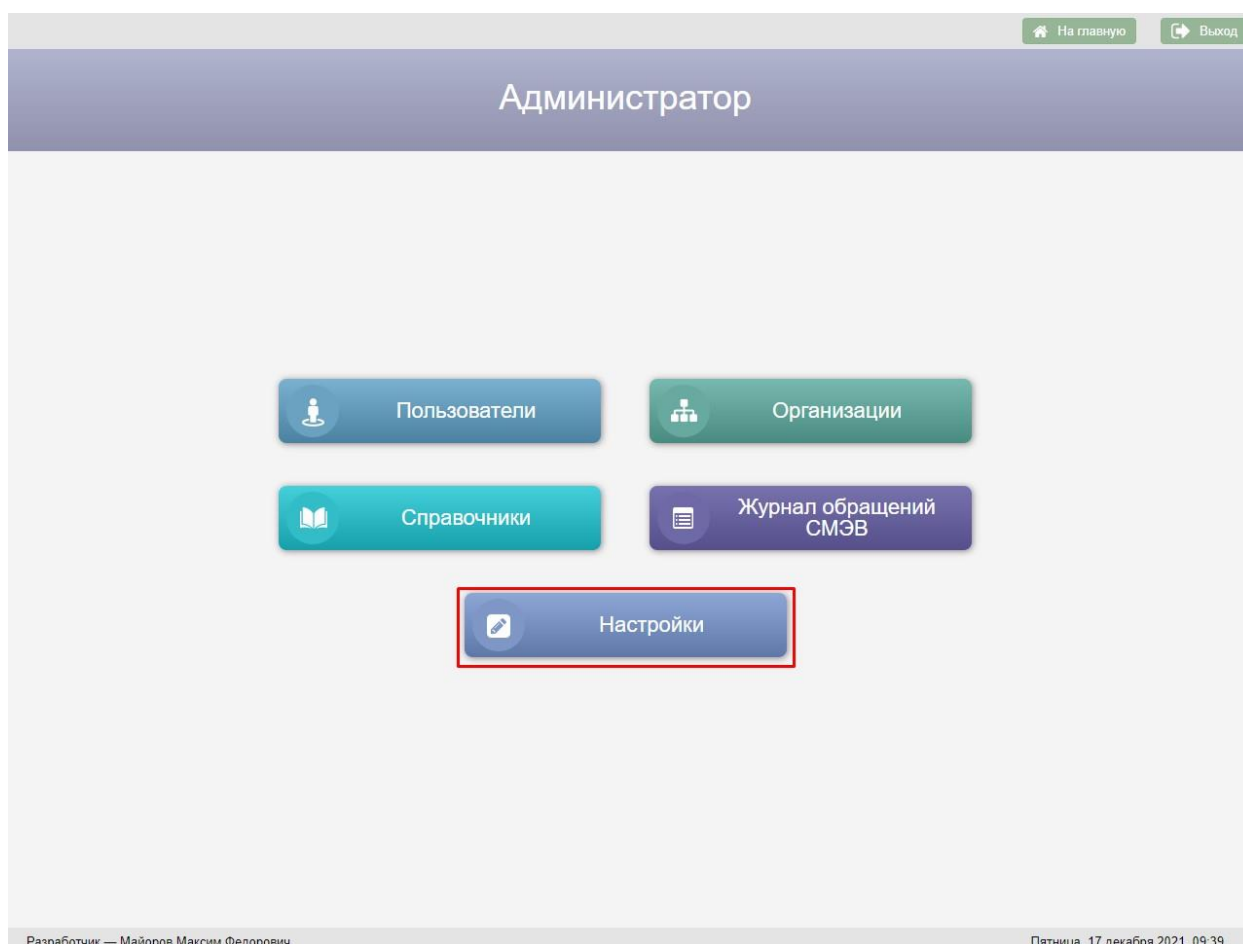 На главную
Выход
Администратор
Пользователи
Организации
Справочники
Журнал обращений
СМЭВ
Настройки
Разработчик — Майоров Максим Федорович
Пятница, 17 декабря 2021, 09:39